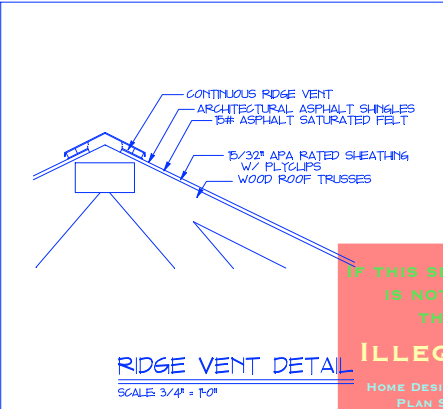 CONTINUOUS RIDGE VENT
ARCHITECTURAL ASPHALT SHINGLES
15# ASPHALT SATURATED FELT
15/32" APA RATED SHEATHING
W/ PLYCLIPS
WOOD ROOF TRUSSES
IF THIS SE
IS NOT
TH
ILLEG
HOME DESI
PLAN S
RIDGE VENT DETAIL
SCALE: 3/4" = 1'-0"